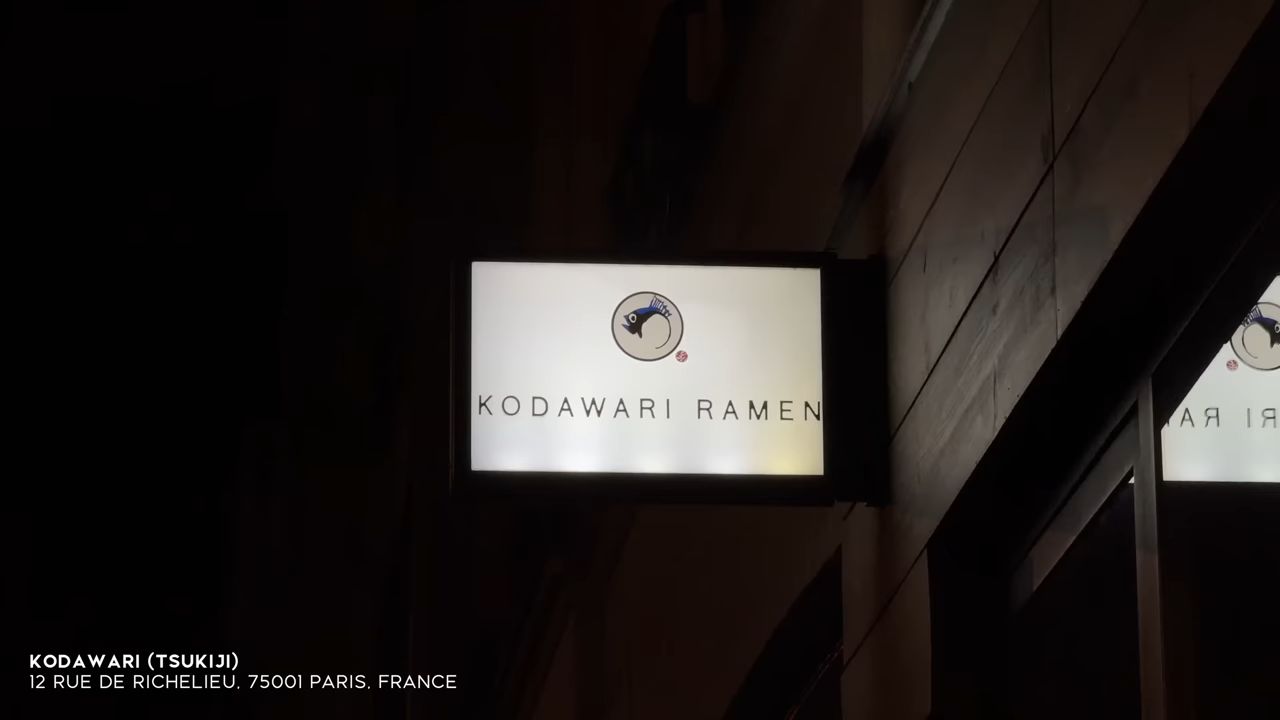 KODAWARI RAMEN
KODAWARI (TSUKIJI)
12 RUE DE RICHELIEU, 75001 PARIS, FRANCE